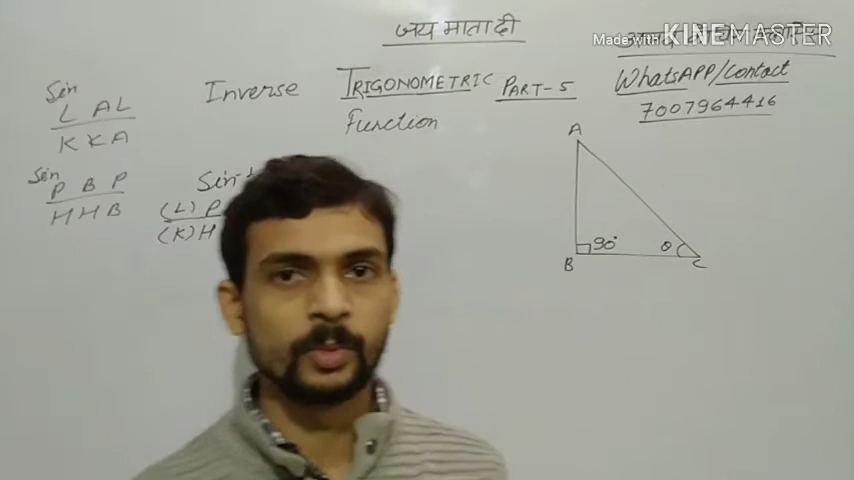 जय माता दी
Made with KINEMASTER
Sin
L A L
K K A
Inverse TRIGONOMETRIC PART-5
Function
WhatsAPP/Contact
7007964416
Sin
P B P
H H B
Sin-1
(L) P
(K) H
A
B 90° θ C